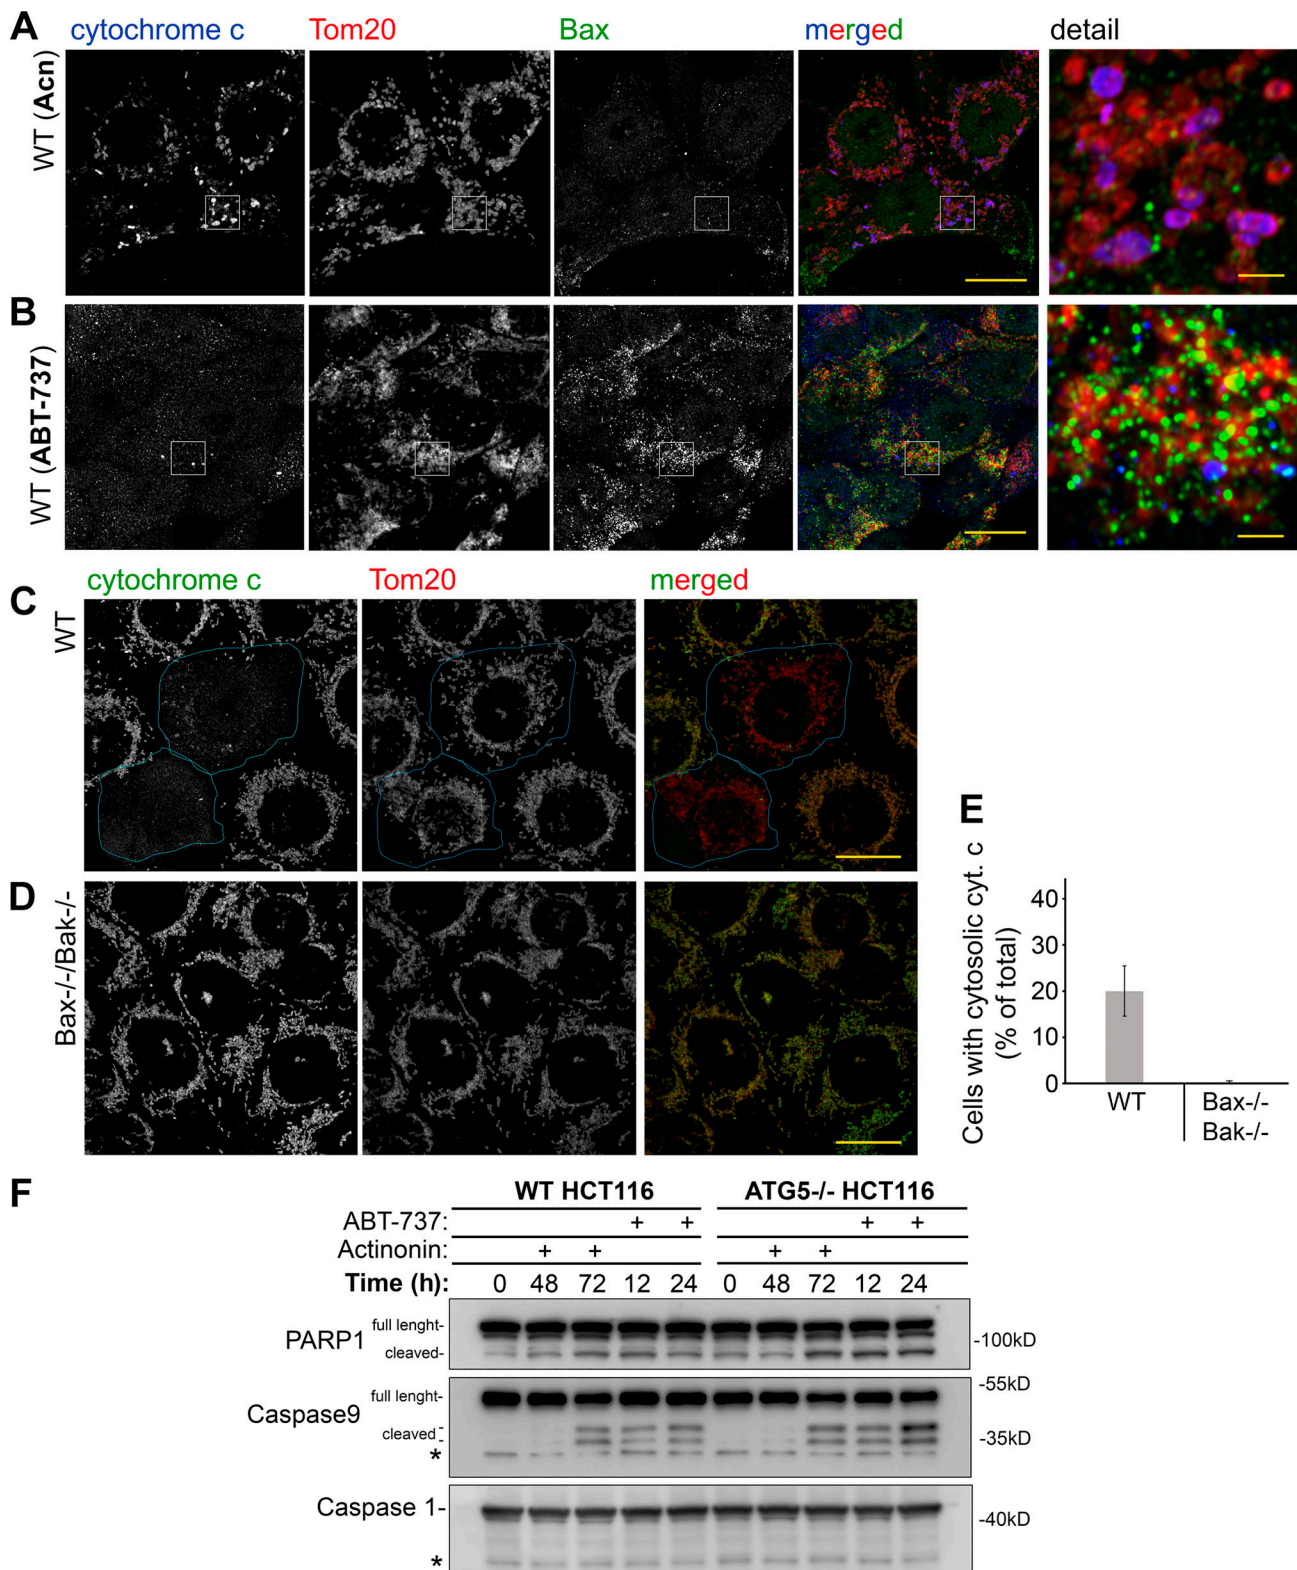 A
cytochrome c Tom20 Bax merged detail
WT (Acn)
B
WT (ABT-737)
cytochrome c Tom20 merged
C
WT
D
Bax-/-/Bak-/-
E
Cells with cytosolic cyt. c
(% of total)
40
30
20
10
0
WT Bax-/-
Bak-/-
F
WT HCT116 ATG5-/- HCT116
ABT-737: + + + +
Actinonin: + + + +
Time (h): 0 48 72 12 24 0 48 72 12 24
PARP1
full lenght-
cleaved-
-100kD
Caspase9
full lenght-
cleaved
*
-55kD
-35kD
Caspase 1-
-40kD
*